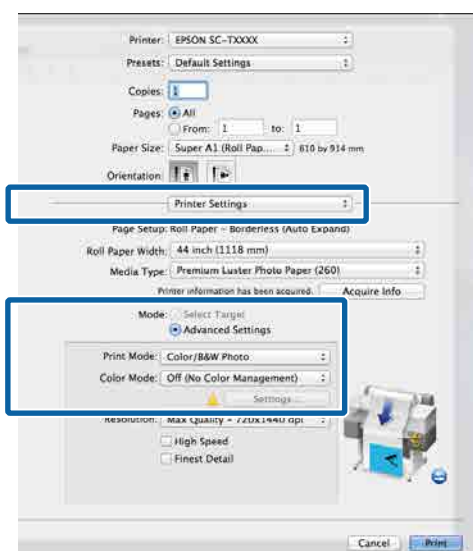 Printer: EPSON SC-TXXXX
Presets: Default Settings
Copies: 1
Pages: All
From: 1 to: 1
Paper Size: Super A1 (Roll Pap... 610 by 914 mm
Orientation:
Printer Settings
Page Setup: Roll Paper – Borderless (Auto Expand)
Roll Paper Width: 44 inch (1118 mm)
Media Type: Premium Luster Photo Paper (260)
Printer information has been acquired. Acquire Info
Mode: Select Target
Advanced Settings
Print Mode: Color/B&W Photo
Color Mode: Off (No Color Management)
Settings...
Resolution: Max Quality – 720x1440 dpi
High Speed
Finest Detail
Cancel Print